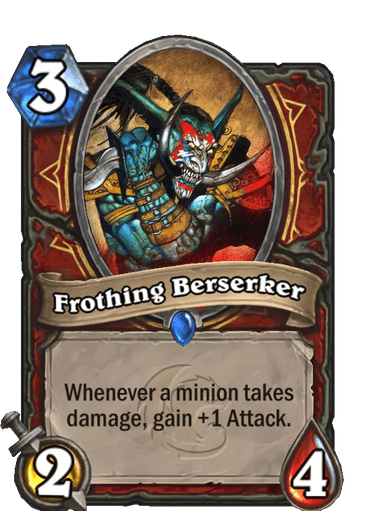 3
Frothing Berserker
Whenever a minion takes
damage, gain +1 Attack.
2
4